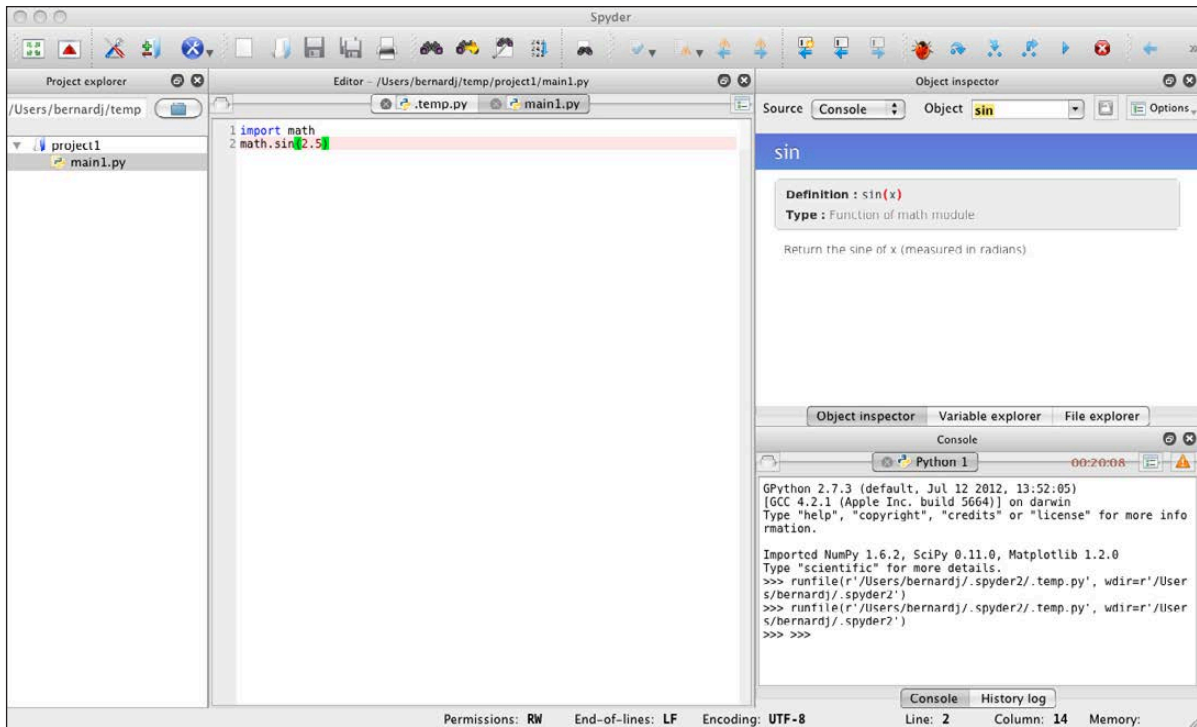 Spyder
Project explorer
/Users/bernardj/temp
project1
main1.py
Editor – /Users/bernardj/temp/project1/main1.py
.temp.py
main1.py
1 import math
2 math.sin(2.5)
Object inspector
Source Console Object sin Options
sin
Definition : sin(x)
Type : Function of math module
Return the sine of x (measured in radians)
Object inspector Variable explorer File explorer
Console
Python 1 00:20:08
GPython 2.7.3 (default, Jul 12 2012, 13:52:05)
[GCC 4.2.1 (Apple Inc. build 5664)] on darwin
Type "help", "copyright", "credits" or "license" for more info
rmation.
Imported NumPy 1.6.2, SciPy 0.11.0, Matplotlib 1.2.0
Type "scientific" for more details.
>>> runfile(r'/Users/bernardj/.spyder2/.temp.py', wdir=r'/User
s/bernardj/.spyder2')
>>> runfile(r'/Users/bernardj/.spyder2/.temp.py', wdir=r'/User
s/bernardj/.spyder2')
>>> >>>
Console History log
Permissions: RW End-of-lines: LF Encoding: UTF-8 Line: 2 Column: 14 Memory: